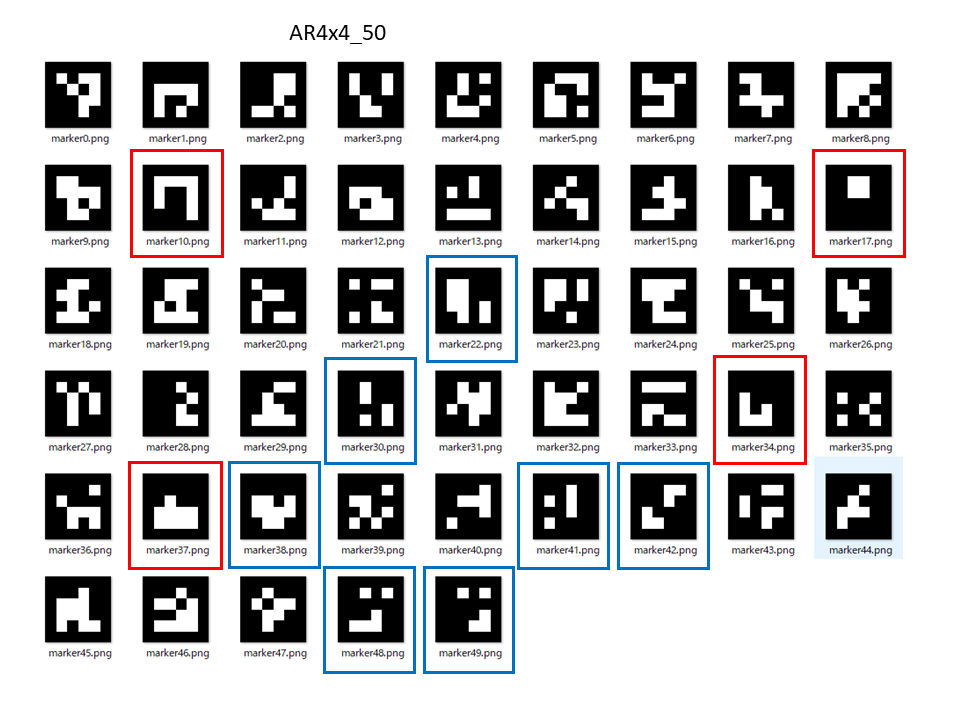 AR4x4_50
marker0.png marker1.png marker2.png marker3.png marker4.png marker5.png marker6.png marker7.png marker8.png
marker9.png marker10.png marker11.png marker12.png marker13.png marker14.png marker15.png marker16.png marker17.png
marker18.png marker19.png marker20.png marker21.png marker22.png marker23.png marker24.png marker25.png marker26.png
marker27.png marker28.png marker29.png marker30.png marker31.png marker32.png marker33.png marker34.png marker35.png
marker36.png marker37.png marker38.png marker39.png marker40.png marker41.png marker42.png marker43.png marker44.png
marker45.png marker46.png marker47.png marker48.png marker49.png